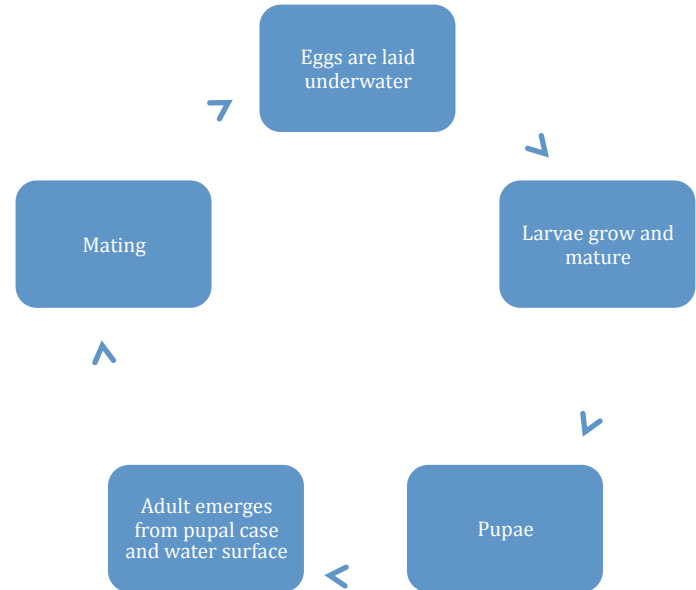 Eggs are laid
underwater
Larvae grow and
mature
Pupae
Adult emerges
from pupal case
and water surface
Mating